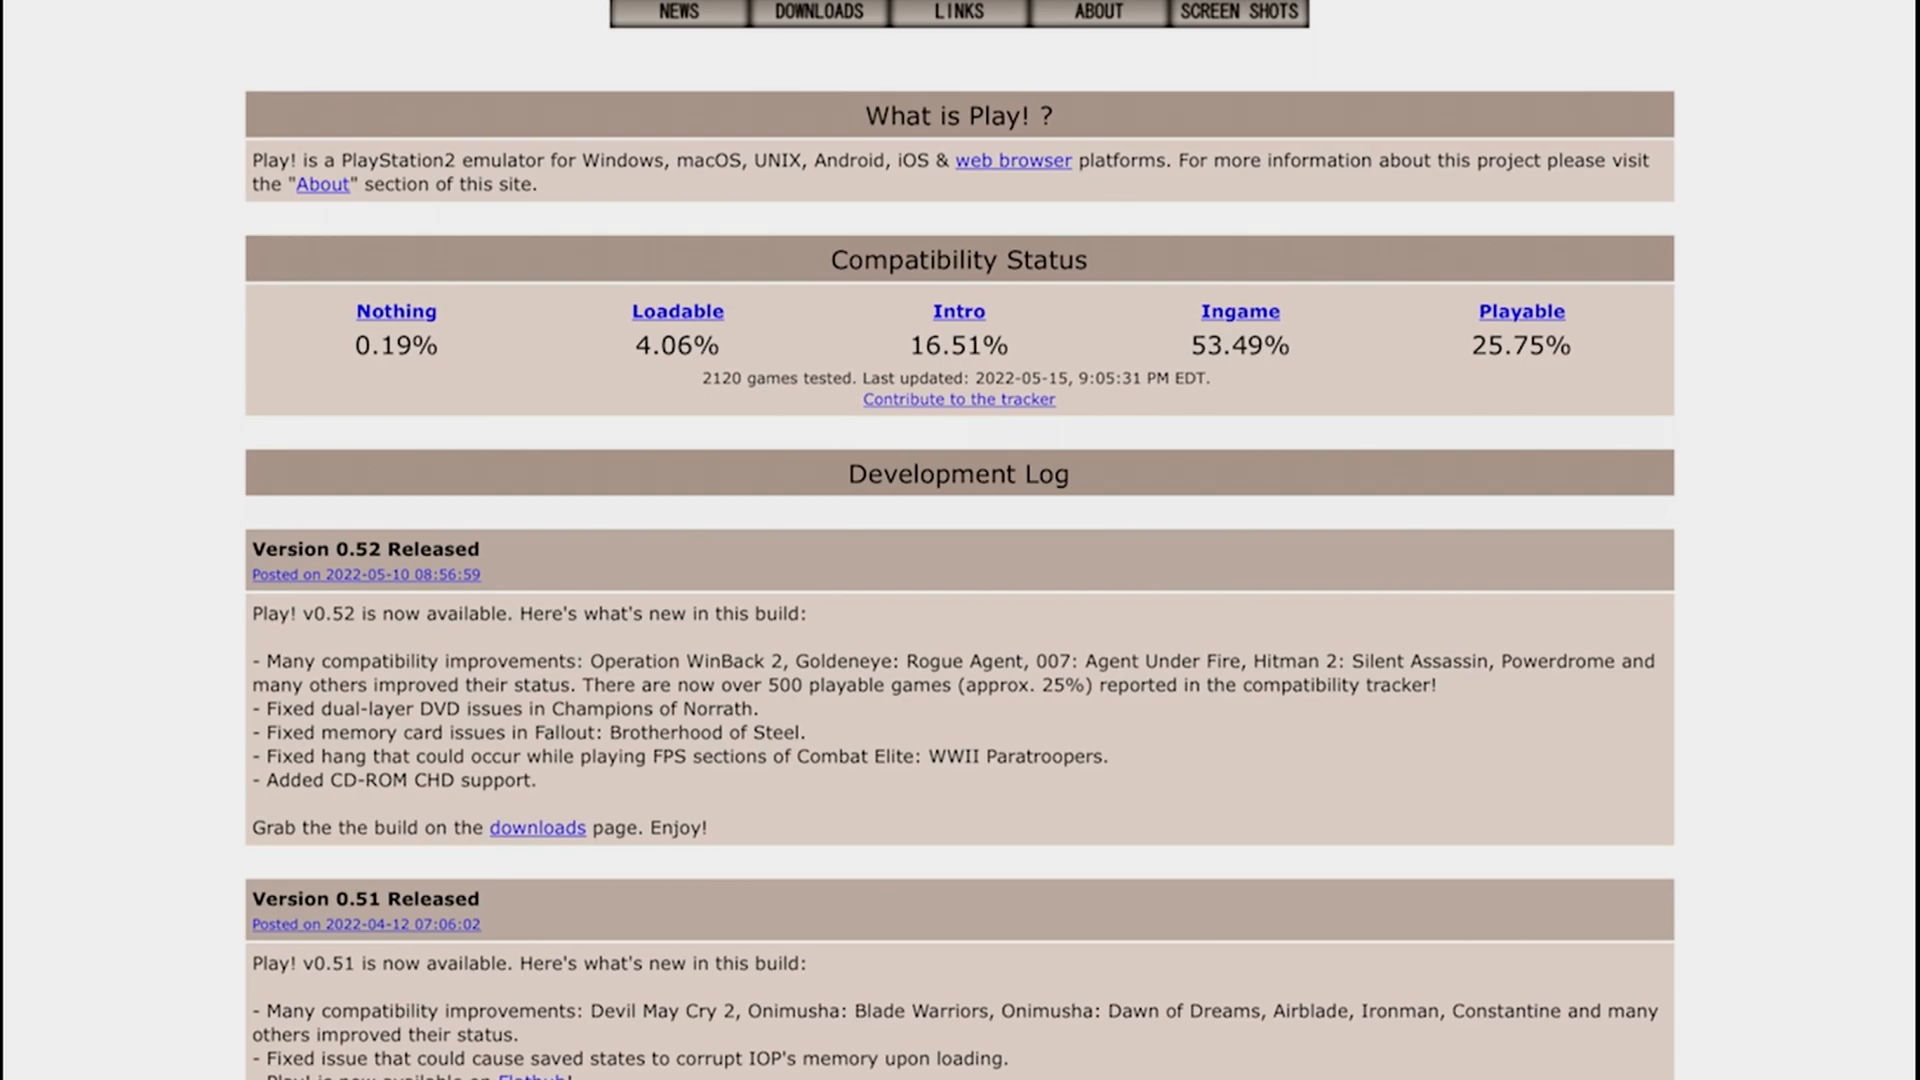 NEWS DOWNLOADS LINKS ABOUT SCREEN SHOTS
What is Play! ?
Play! is a PlayStation2 emulator for Windows, macOS, UNIX, Android, iOS & web browser platforms. For more information about this project please visit
the "About" section of this site.
Compatibility Status
Nothing Loadable Intro Ingame Playable
0.19% 4.06% 16.51% 53.49% 25.75%
2120 games tested. Last updated: 2022-05-15, 9:05:31 PM EDT.
Contribute to the tracker
Development Log
Version 0.52 Released
Posted on 2022-05-10 08:56:59
Play! v0.52 is now available. Here's what's new in this build:
- Many compatibility improvements: Operation WinBack 2, Goldeneye: Rogue Agent, 007: Agent Under Fire, Hitman 2: Silent Assassin, Powerdrome and
many others improved their status. There are now over 500 playable games (approx. 25%) reported in the compatibility tracker!
- Fixed dual-layer DVD issues in Champions of Norrath.
- Fixed memory card issues in Fallout: Brotherhood of Steel.
- Fixed hang that could occur while playing FPS sections of Combat Elite: WWII Paratroopers.
- Added CD-ROM CHD support.
Grab the the build on the downloads page. Enjoy!
Version 0.51 Released
Posted on 2022-04-12 07:06:02
Play! v0.51 is now available. Here's what's new in this build:
- Many compatibility improvements: Devil May Cry 2, Onimusha: Blade Warriors, Onimusha: Dawn of Dreams, Airblade, Ironman, Constantine and many
others improved their status.
- Fixed issue that could cause saved states to corrupt IOP's memory upon loading.
- Play! is now available on Flathub!